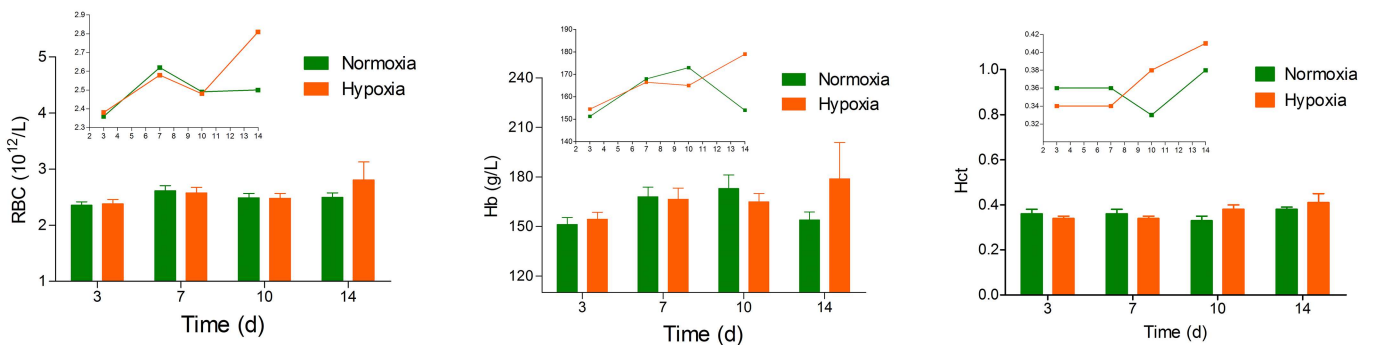 RBC (10¹²/L)
5
4
3
2
1
2.9
2.8
2.7
2.6
2.5
2.4
2.3
2 3 4 5 6 7 8 9 10 11 12 13 14
Normoxia
Hypoxia
3 7 10 14
Time (d)
Hb (g/L)
240
210
180
150
120
190
180
170
160
150
140
2 3 4 5 6 7 8 9 10 11 12 13 14
Normoxia
Hypoxia
3 7 10 14
Time (d)
Hct
1.0
0.8
0.6
0.4
0.2
0.0
0.42
0.40
0.38
0.36
0.34
0.32
2 3 4 5 6 7 8 9 10 11 12 13 14
Normoxia
Hypoxia
3 7 10 14
Time (d)